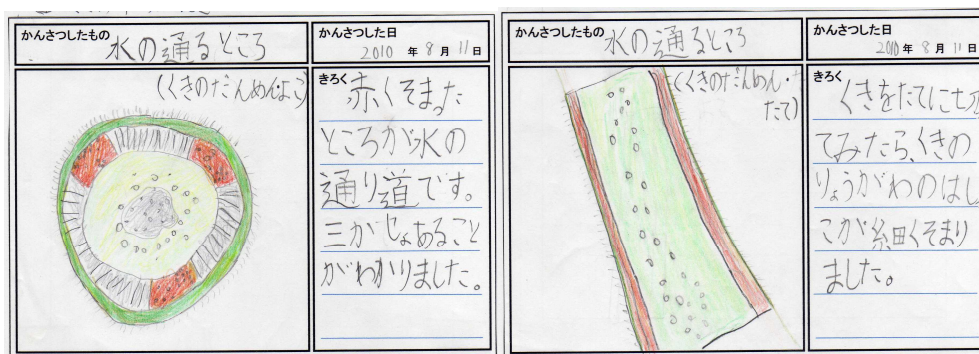 かんさつしたもの
水の通るところ
かんさつした日
2010 年 8 月 11 日
(くきのだんめん・よこ)
きろく
赤くそまった
ところが水の
通り道です。
三がしょあること
がわかりました。
かんさつしたもの
水の通るところ
かんさつした日
2010 年 8 月 11 日
(くきのだんめん・
たて)
きろく
くきをたてに
てみたら、くきの
りょうがわのはし
こが糸田くそまり
ました。